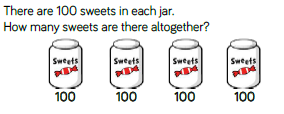 There are 100 sweets in each jar.
How many sweets are there altogether?
Sweets Sweets Sweets Sweets
100 100 100 100